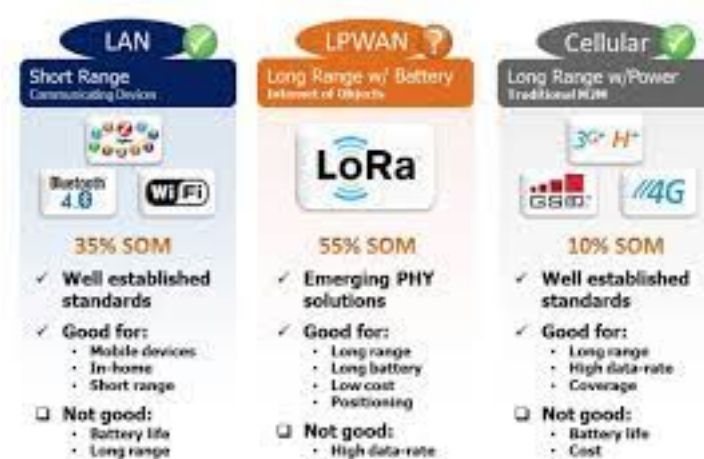 LAN
Short Range
Communicating Devices
Bluetooth
4.0
WiFi
35% SOM
✓ Well established
standards
✓ Good for:
• Mobile devices
• In-home
• Short range
❑ Not good:
• Battery life
• Long range
LPWAN ?
Long Range w/ Battery
Internet of Objects
LoRa
55% SOM
✓ Emerging PHY
solutions
✓ Good for:
• Long range
• Long battery
• Low cost
• Positioning
❑ Not good:
• High data-rate
Cellular
Long Range w/Power
Traditional M2M
3G+ H+
GSM
4G
10% SOM
✓ Well established
standards
✓ Good for:
• Long range
• High data-rate
• Coverage
❑ Not good:
• Battery life
• Cost